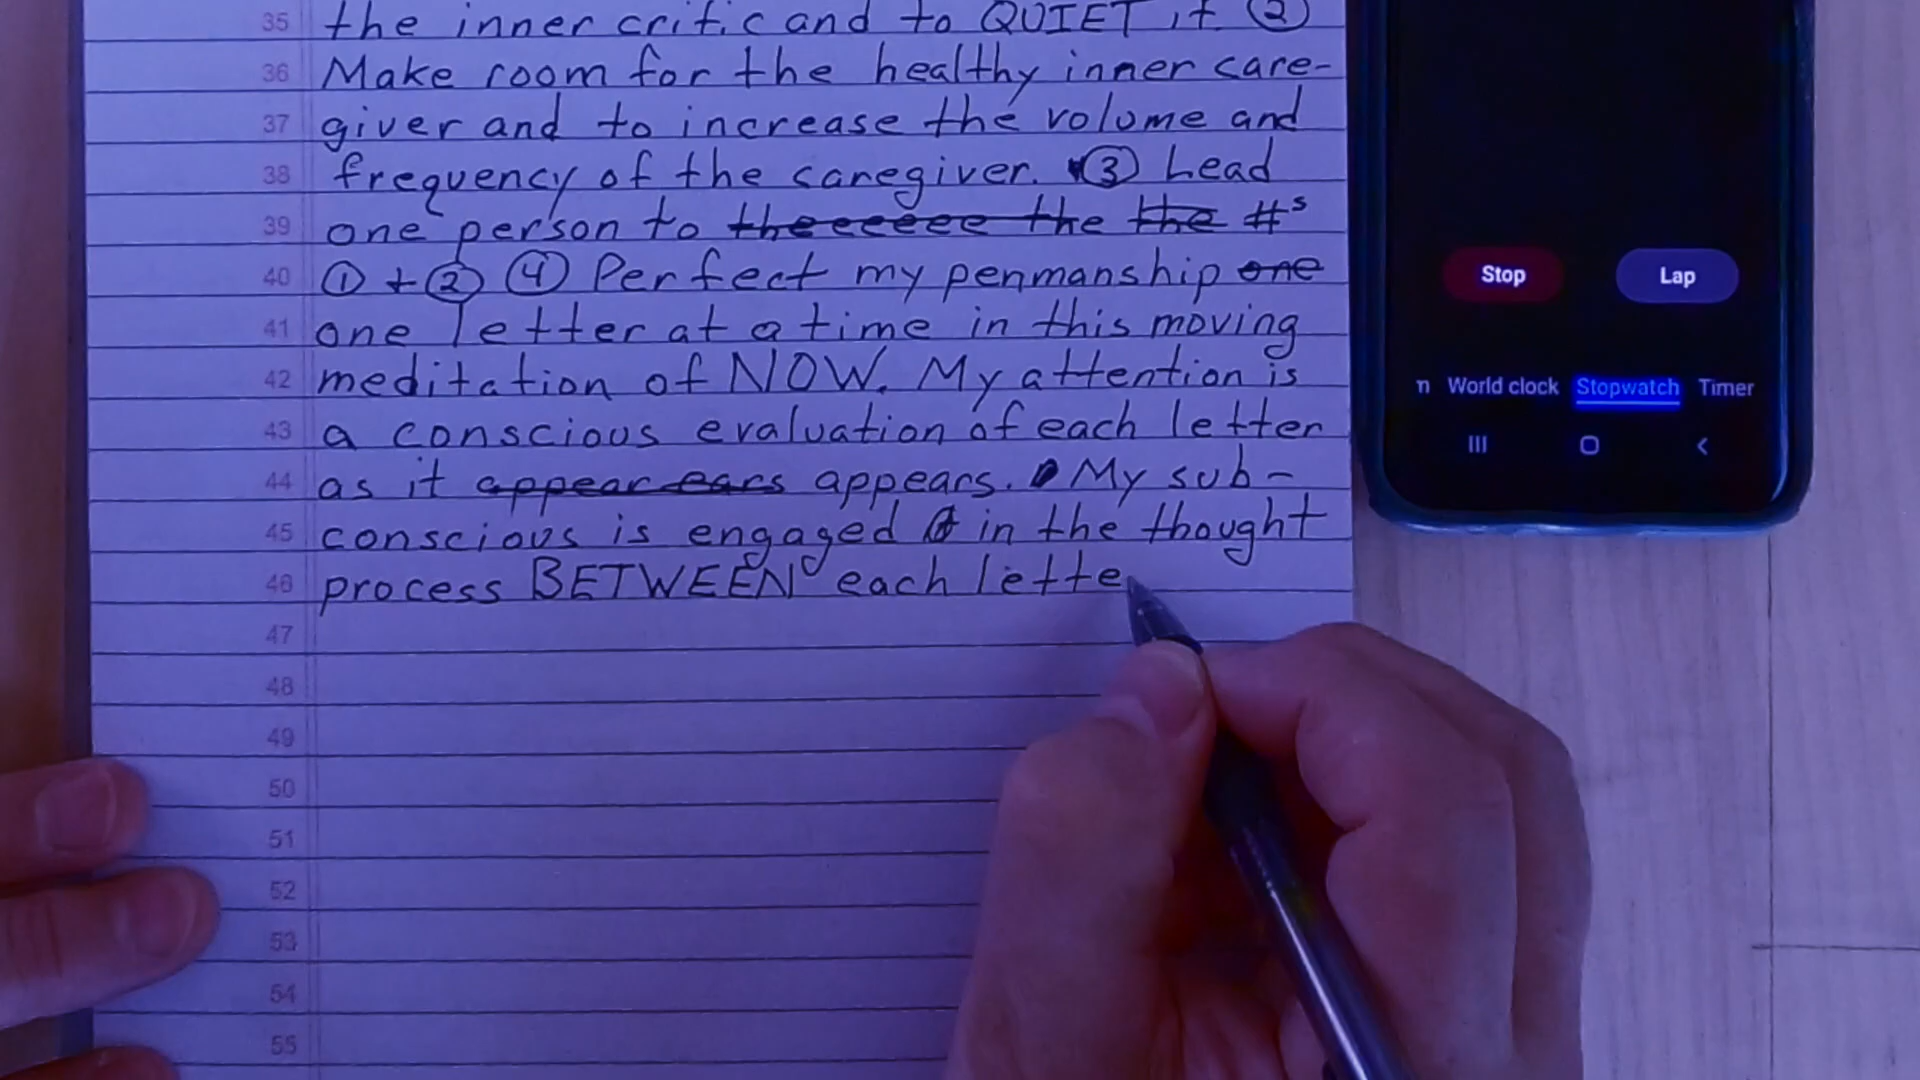 35 the inner critic and to QUIET it. ②
36 Make room for the healthy inner care-
37 giver and to increase the volume and
38 frequency of the caregiver. ③ Lead
39 one person to theeeeee the the #s
40 ① + ② ④ Perfect my penmanship one
41 one letter at a time in this moving
42 meditation of NOW. My attention is
43 a conscious evaluation of each letter
44 as it appear ears appears. My sub-
45 conscious is engaged in the thought
46 process BETWEEN each lette
47
48
49
50
51
52
53
54
55
Stop Lap
n World clock Stopwatch Timer